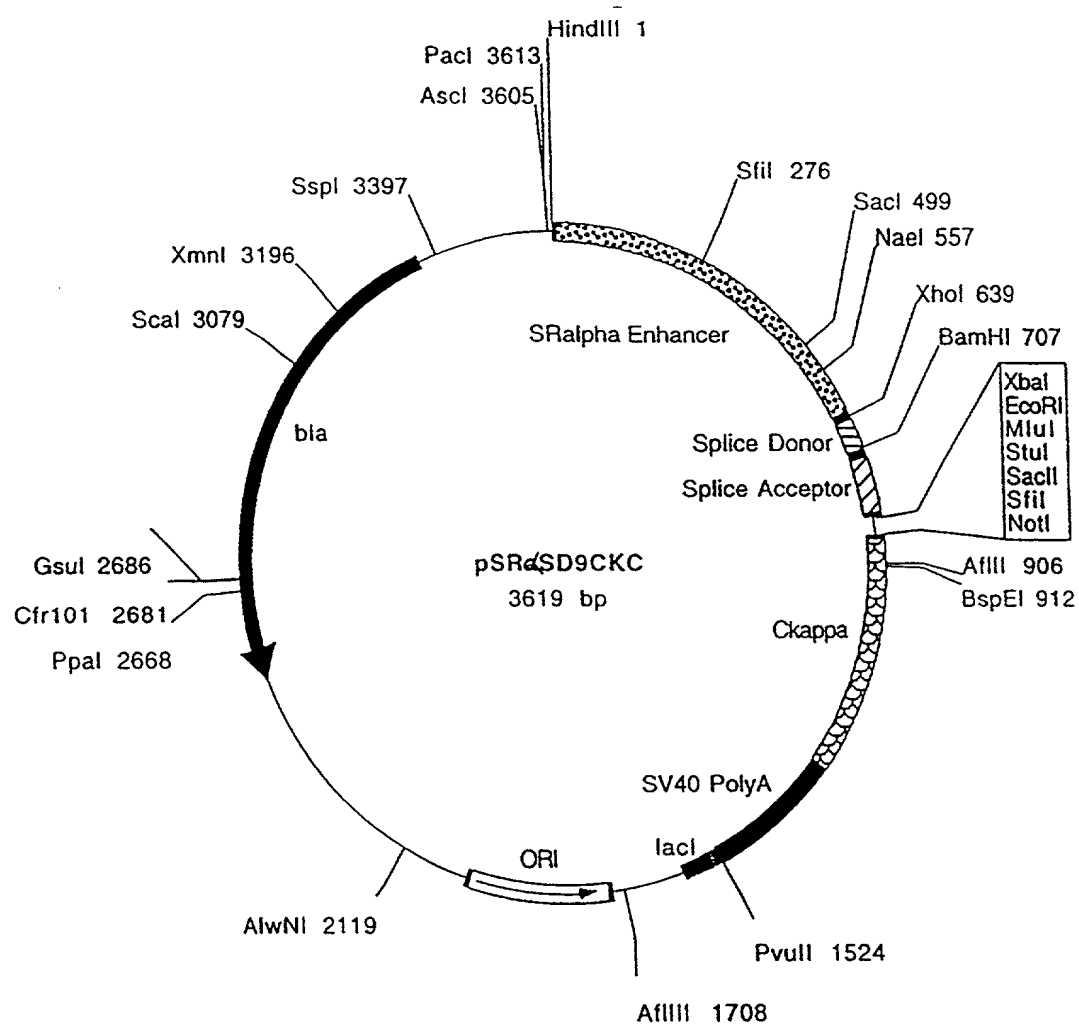 HindIII 1
PacI 3613
AscI 3605
SfiI 276
SspI 3397
SacI 499
NaeI 557
XmnI 3196
XhoI 639
ScaI 3079
BamHI 707
SRalpha Enhancer
XbaI
EcoRI
MluI
StuI
SacII
SfiI
NotI
bla
Splice Donor
Splice Acceptor
pSRαSD9CKC
3619 bp
GsuI 2686
Cfr101 2681
PpaI 2668
AflII 906
BspEI 912
Ckappa
SV40 PolyA
lacI
ORI
AlwNI 2119
PvuII 1524
AflIII 1708